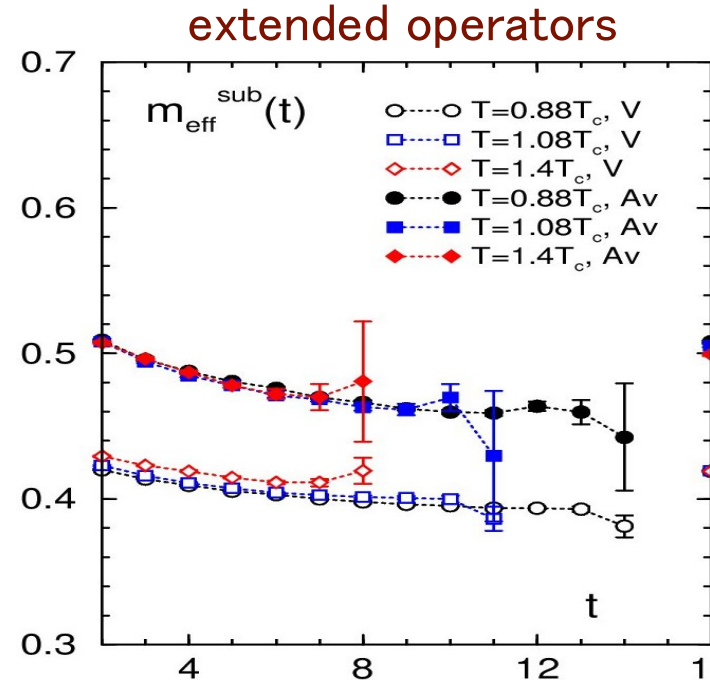 extended operators
0.7
m_eff^sub(t)
T=0.88T_c, V
T=1.08T_c, V
T=1.4T_c, V
T=0.88T_c, Av
T=1.08T_c, Av
T=1.4T_c, Av
0.6
0.5
0.4
t
0.3
4 8 12 1